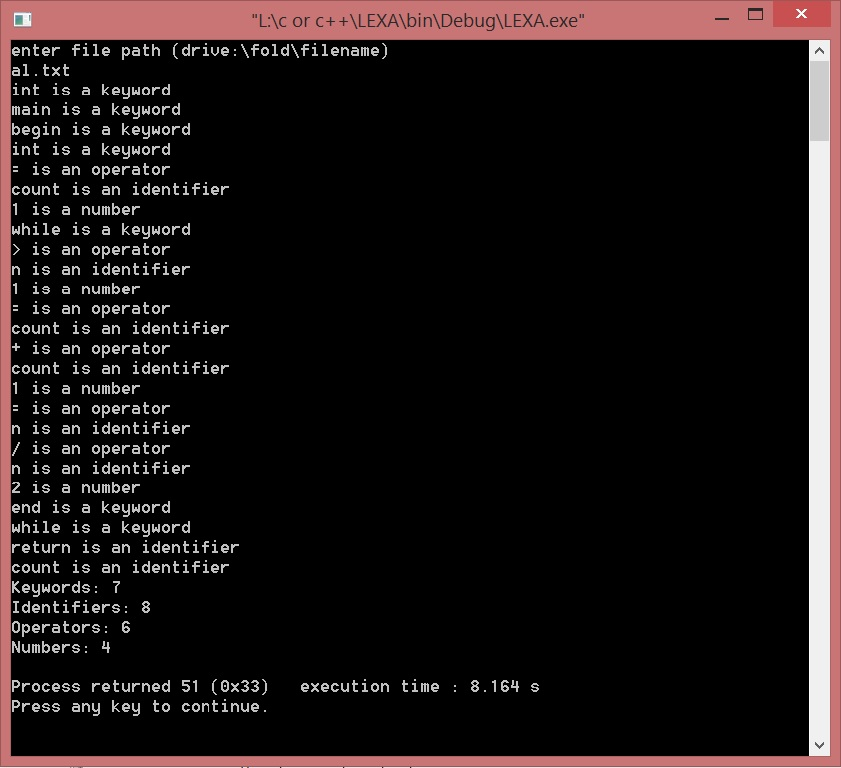 "L:\c or c++\LEXA\bin\Debug\LEXA.exe"
enter file path (drive:\fold\filename)
al.txt
int is a keyword
main is a keyword
begin is a keyword
int is a keyword
= is an operator
count is an identifier
1 is a number
while is a keyword
> is an operator
n is an identifier
1 is a number
= is an operator
count is an identifier
+ is an operator
count is an identifier
1 is a number
= is an operator
n is an identifier
/ is an operator
n is an identifier
2 is a number
end is a keyword
while is a keyword
return is an identifier
count is an identifier
Keywords: 7
Identifiers: 8
Operators: 6
Numbers: 4
Process returned 51 (0x33)   execution time : 8.164 s
Press any key to continue.